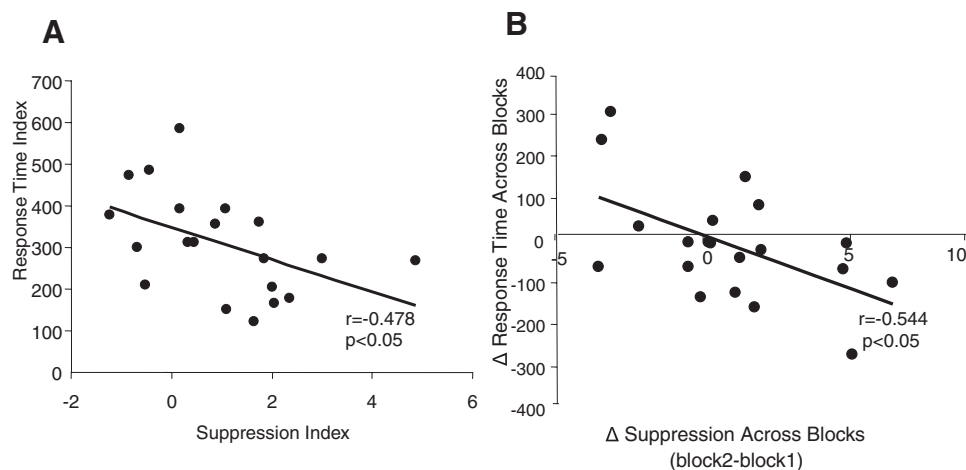 A
Response Time Index
700
600
500
400
300
200
100
0
-2
0
2
4
6
r=-0.478
p<0.05
Suppression Index
B
Δ Response Time Across Blocks
400
300
200
100
0
-100
-200
-300
-400
-5
0
5
10
r=-0.544
p<0.05
Δ Suppression Across Blocks
(block2-block1)